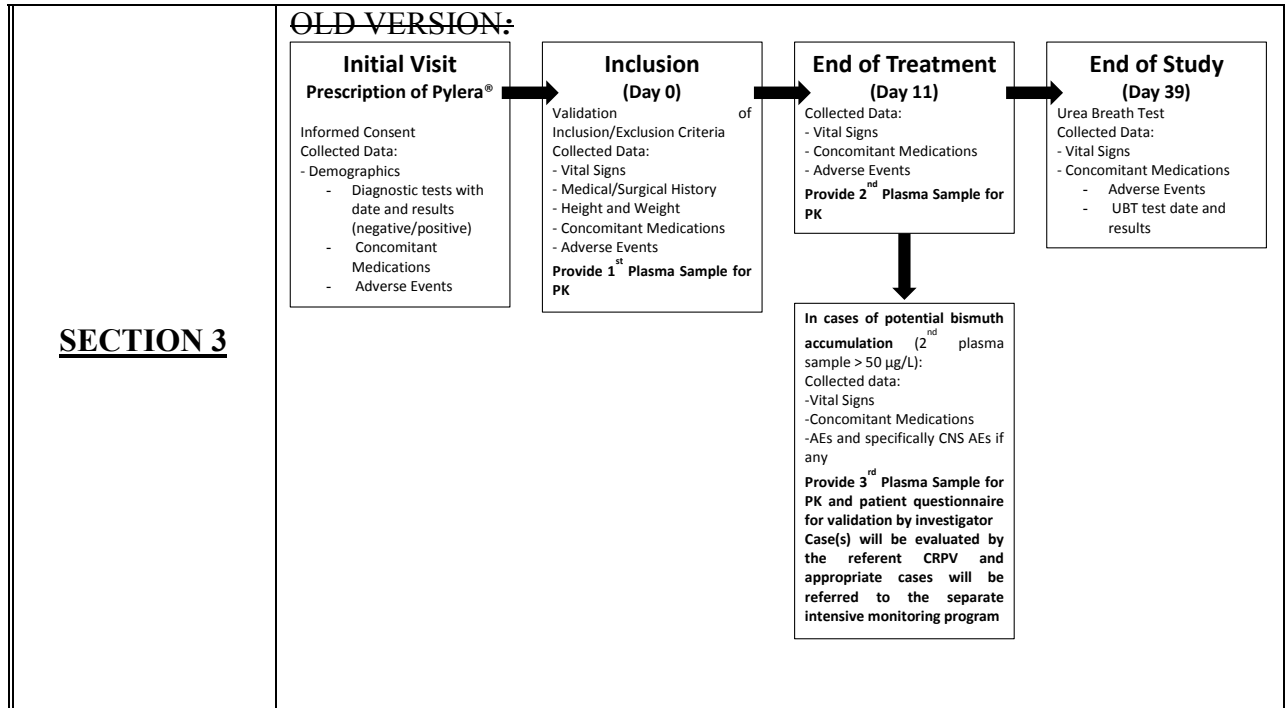 SECTION 3
OLD VERSION:
Initial Visit
Prescription of Pylera®
Informed Consent
Collected Data:
- Demographics
- Diagnostic tests with
date and results
(negative/positive)
- Concomitant
Medications
- Adverse Events
Inclusion
(Day 0)
Validation of
Inclusion/Exclusion Criteria
Collected Data:
- Vital Signs
- Medical/Surgical History
- Height and Weight
- Concomitant Medications
- Adverse Events
Provide 1st Plasma Sample for
PK
End of Treatment
(Day 11)
Collected Data:
- Vital Signs
- Concomitant Medications
- Adverse Events
Provide 2nd Plasma Sample for
PK
End of Study
(Day 39)
Urea Breath Test
Collected Data:
- Vital Signs
- Concomitant Medications
- Adverse Events
- UBT test date and
results
In cases of potential bismuth
accumulation (2nd plasma
sample > 50 µg/L):
Collected data:
-Vital Signs
-Concomitant Medications
-AEs and specifically CNS AEs if
any
Provide 3rd Plasma Sample for
PK and patient questionnaire
for validation by investigator
Case(s) will be evaluated by
the referent CRPV and
appropriate cases will be
referred to the separate
intensive monitoring program